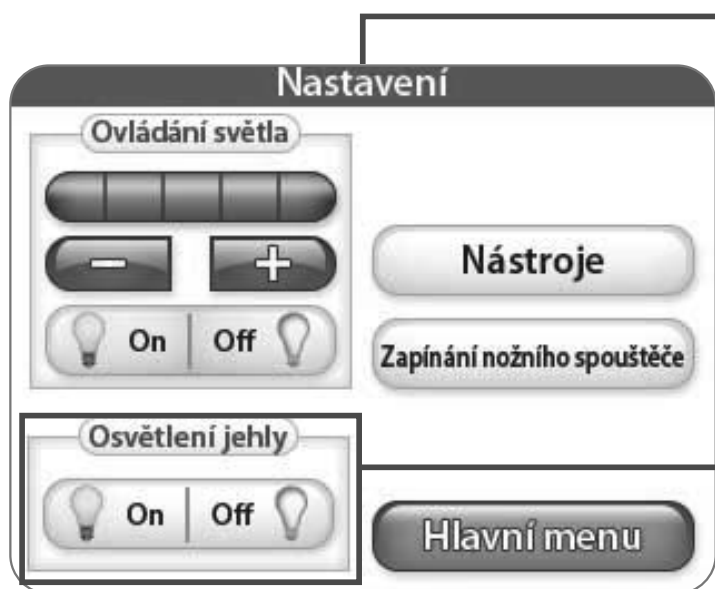 Nastavení
Ovládání světla
− +
On | Off
Nástroje
Zapínání nožního spouštěče
Osvětlení jehly
On | Off
Hlavní menu